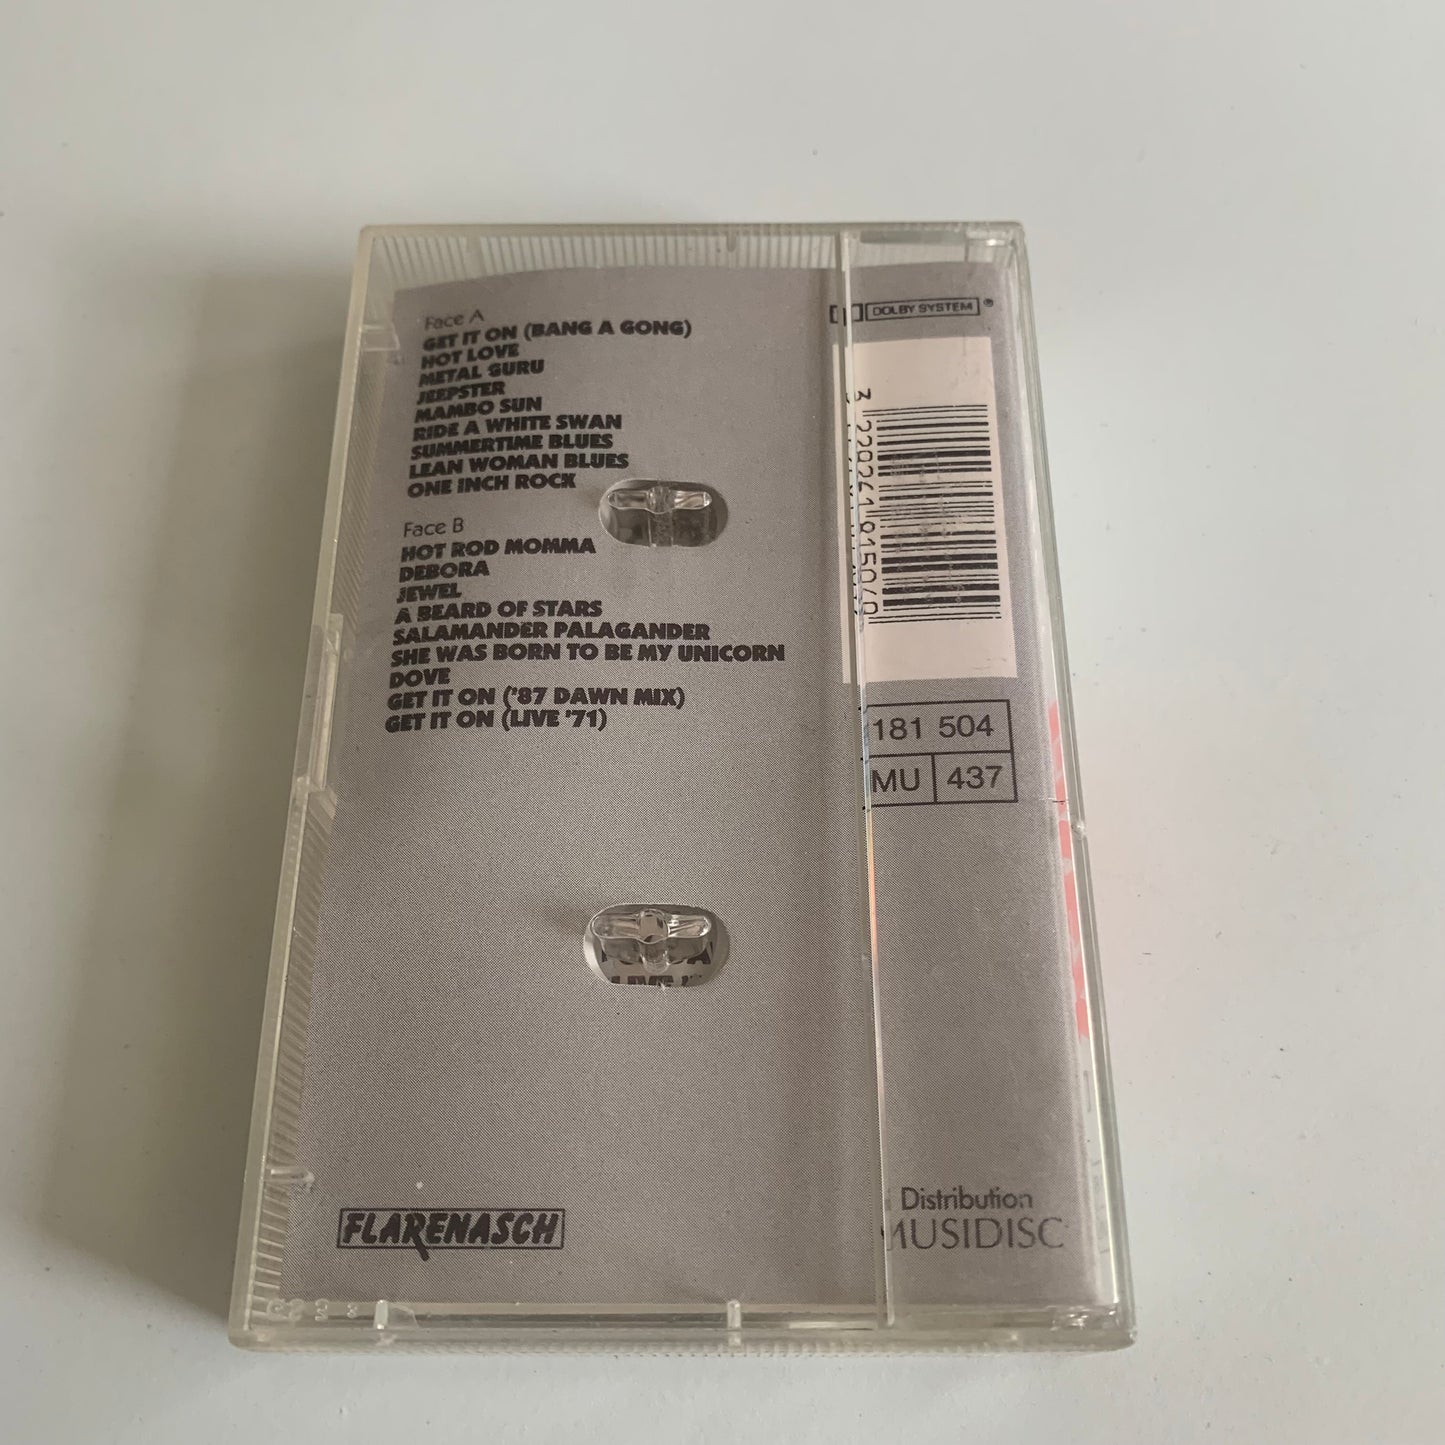 Face A
GET IT ON (BANG A GONG)
HOT LOVE
METAL GURU
JEEPSTER
MAMBO SUN
RIDE A WHITE SWAN
SUMMERTIME BLUES
LEAN WOMAN BLUES
ONE INCH ROCK
Face B
HOT ROD MOMMA
DEBORA
JEWEL
A BEARD OF STARS
SALAMANDER PALAGANDER
SHE WAS BORN TO BE MY UNICORN
DOVE
GET IT ON ('87 DAWN MIX)
GET IT ON (LIVE '71)
FLARENASCH
DOLBY SYSTEM ®
181 504
MU 437
Distribution
MUSIDISC